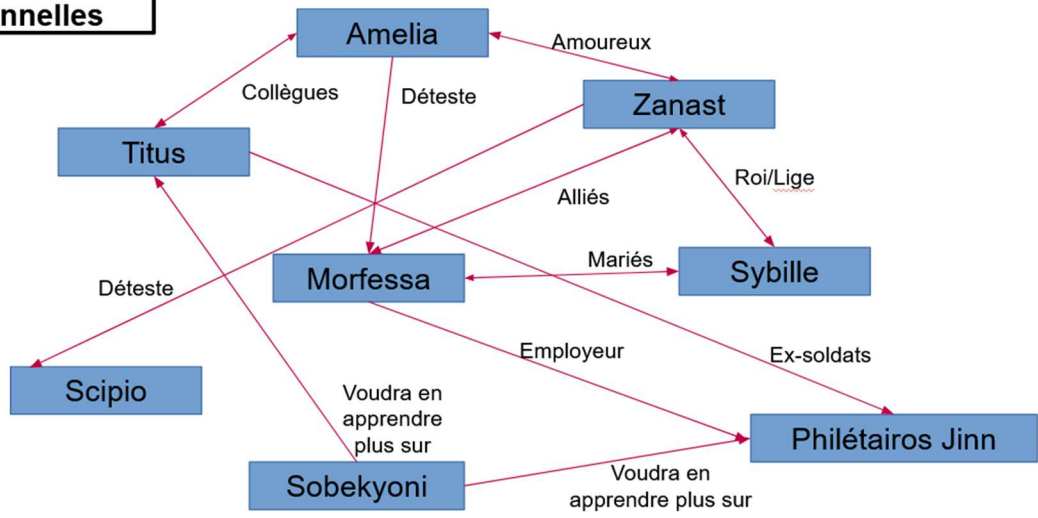 nnelles
Amelia
Amoureux
Collègues
Déteste
Zanast
Titus
Roi/Lige
Alliés
Mariés
Morfessa
Sybille
Déteste
Employeur
Ex-soldats
Scipio
Voudra en
apprendre
plus sur
Philétairos Jinn
Sobekyoni
Voudra en
apprendre plus sur